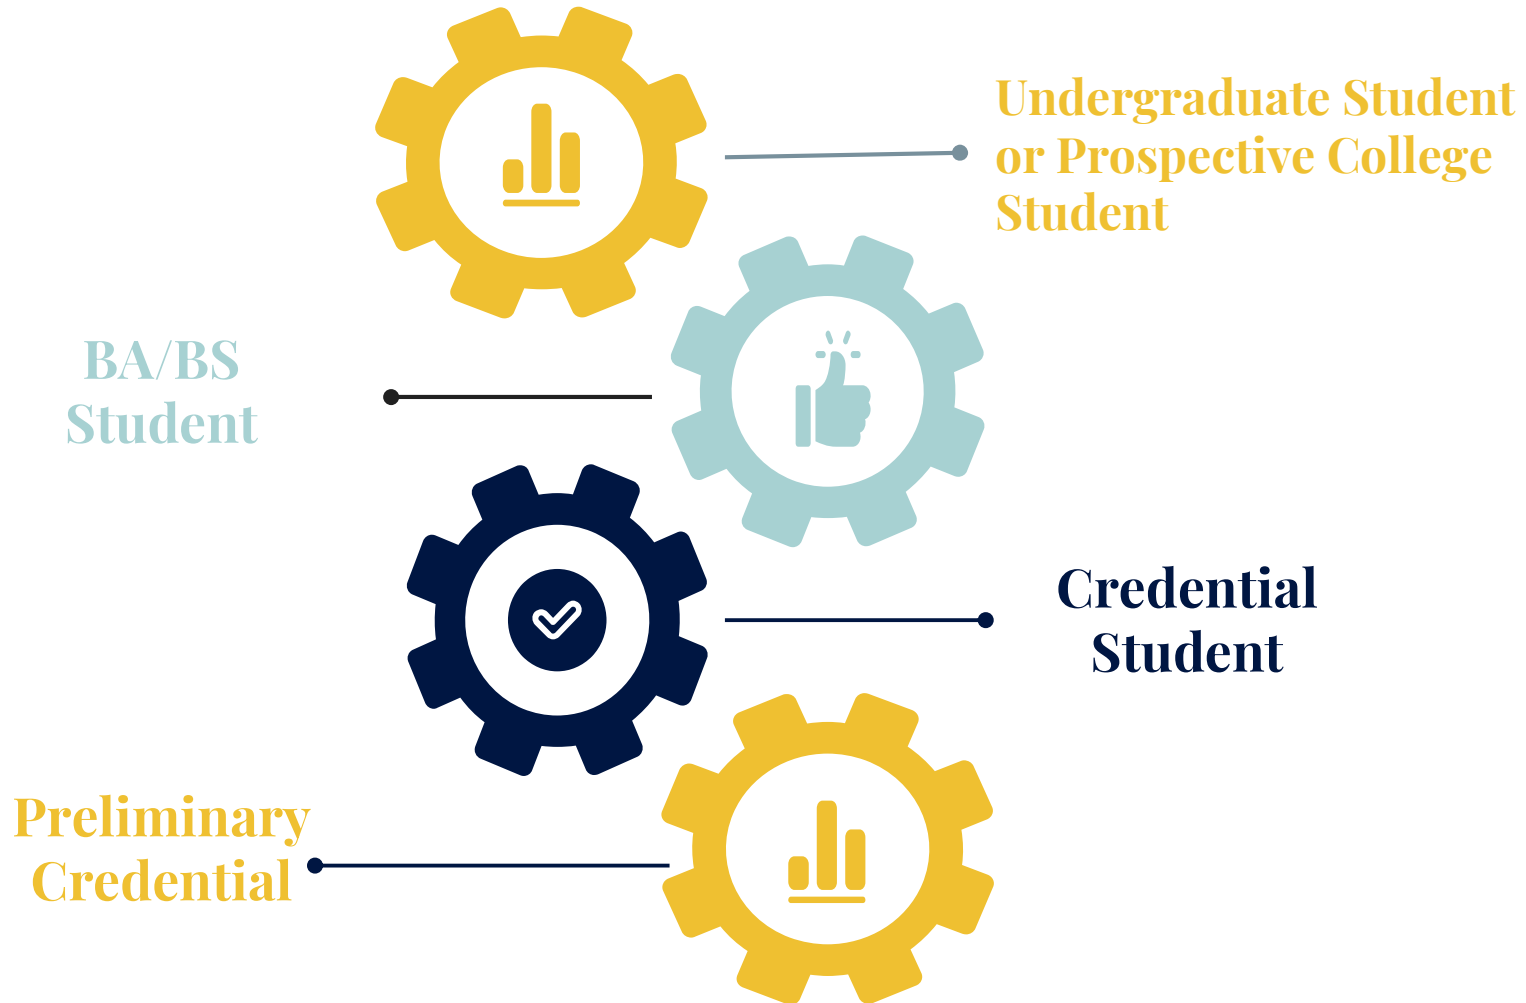 Undergraduate Student
or Prospective College
Student
BA/BS
Student
Credential
Student
Preliminary
Credential